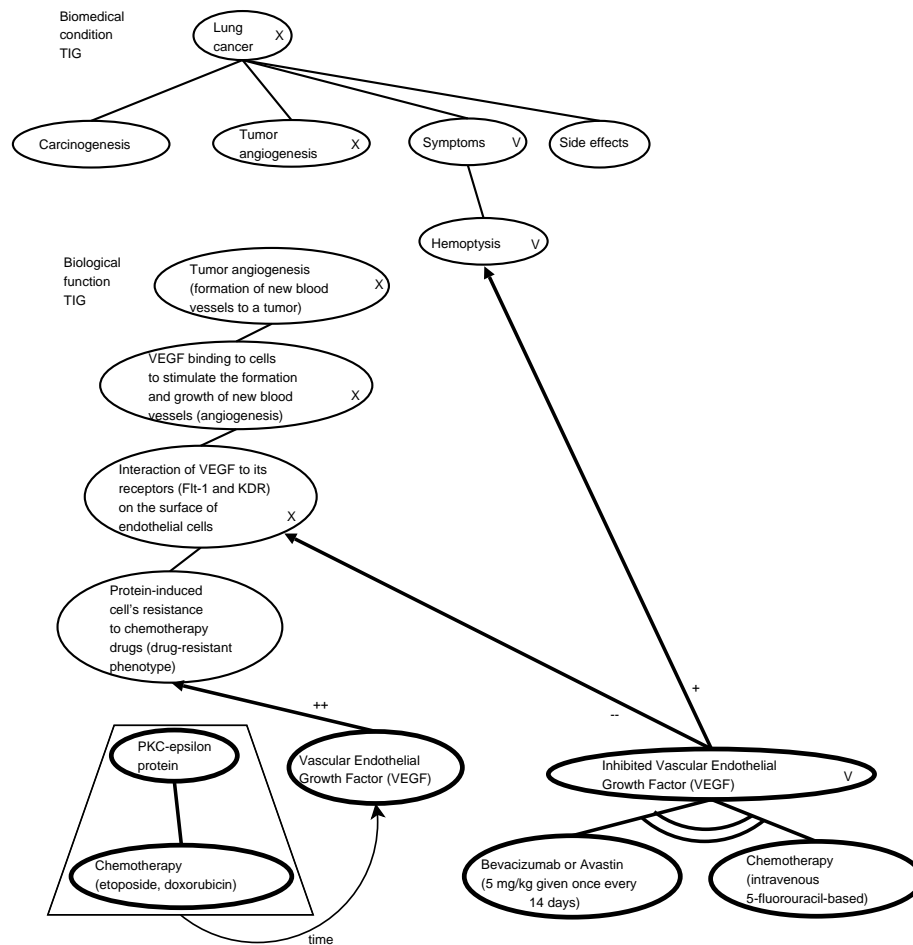 Biomedical
condition
TIG
Lung
cancer
X
Carcinogenesis
Tumor
angiogenesis
X
Symptoms
V
Side effects
Hemoptysis
V
Biological
function
TIG
Tumor angiogenesis
(formation of new blood
vessels to a tumor)
X
VEGF binding to cells
to stimulate the formation
and growth of new blood
vessels (angiogenesis)
X
Interaction of VEGF to its
receptors (Flt-1 and KDR)
on the surface of
endothelial cells
X
Protein-induced
cell's resistance
to chemotherapy
drugs (drug-resistant
phenotype)
++
--
+
PKC-epsilon
protein
Vascular Endothelial
Growth Factor (VEGF)
Inhibited Vascular Endothelial
Growth Factor (VEGF)
V
Chemotherapy
(etoposide, doxorubicin)
Bevacizumab or Avastin
(5 mg/kg given once every
14 days)
Chemotherapy
(intravenous
5-fluorouracil-based)
time